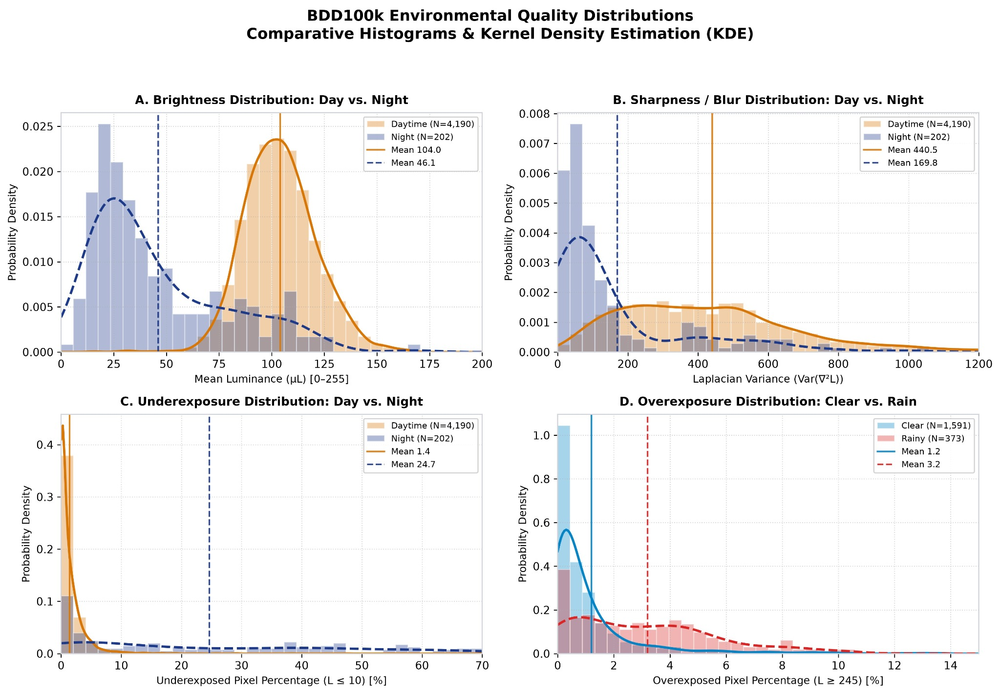 BDD100k Environmental Quality Distributions
Comparative Histograms & Kernel Density Estimation (KDE)
A. Brightness Distribution: Day vs. Night
Daytime (N=4,190)
Night (N=202)
Mean 104.0
Mean 46.1
Probability Density
0.025
0.020
0.015
0.010
0.005
0.000
0 25 50 75 100 125 150 175 200
Mean Luminance (μL) [0–255]
B. Sharpness / Blur Distribution: Day vs. Night
Daytime (N=4,190)
Night (N=202)
Mean 440.5
Mean 169.8
Probability Density
0.008
0.007
0.006
0.005
0.004
0.003
0.002
0.001
0.000
0 200 400 600 800 1000 1200
Laplacian Variance (Var(∇²L))
C. Underexposure Distribution: Day vs. Night
Daytime (N=4,190)
Night (N=202)
Mean 1.4
Mean 24.7
Probability Density
0.4
0.3
0.2
0.1
0.0
0 10 20 30 40 50 60 70
Underexposed Pixel Percentage (L ≤ 10) [%]
D. Overexposure Distribution: Clear vs. Rain
Clear (N=1,591)
Rainy (N=373)
Mean 1.2
Mean 3.2
Probability Density
1.0
0.8
0.6
0.4
0.2
0.0
0 2 4 6 8 10 12 14
Overexposed Pixel Percentage (L ≥ 245) [%]